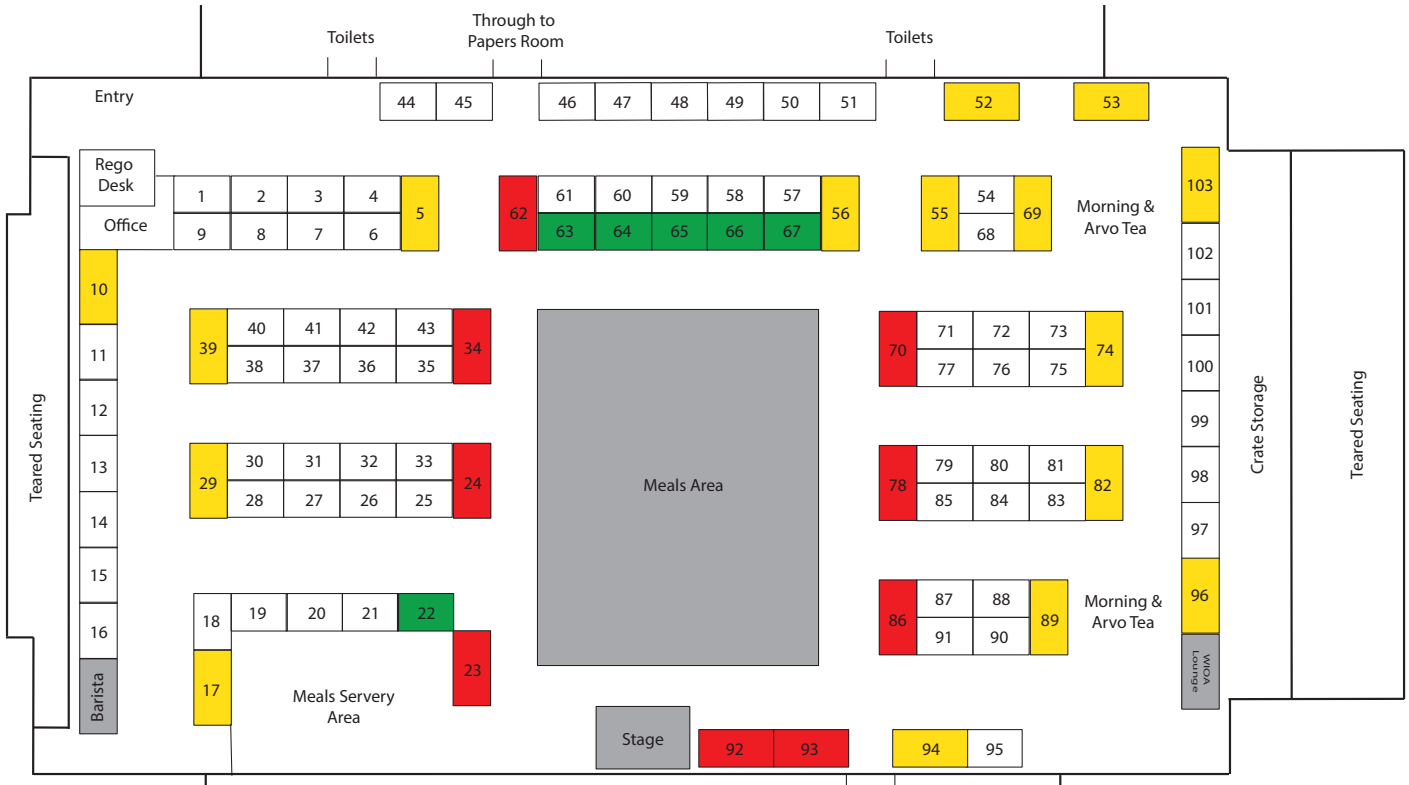 Through to
Papers Room
Toilets
Toilets
Entry
44 45 46 47 48 49 50 51 52 53
Rego
Desk
Office
1 2 3 4 5
9 8 7 6
62 61 60 59 58 57 56
63 64 65 66 67
55 54 69
68
Morning &
Arvo Tea
103
102
101
100
99
98
97
96
WIOA
Lounge
Crate Storage
Teared Seating
Teared Seating
10
11
12
13
14
15
16
Barista
39 40 41 42 43 34
38 37 36 35
29 30 31 32 33 24
28 27 26 25
18 19 20 21 22
17
23
Meals Servery
Area
Meals Area
70 71 72 73 74
77 76 75
78 79 80 81 82
85 84 83
86 87 88 89
91 90
Morning &
Arvo Tea
Stage
92 93 94 95